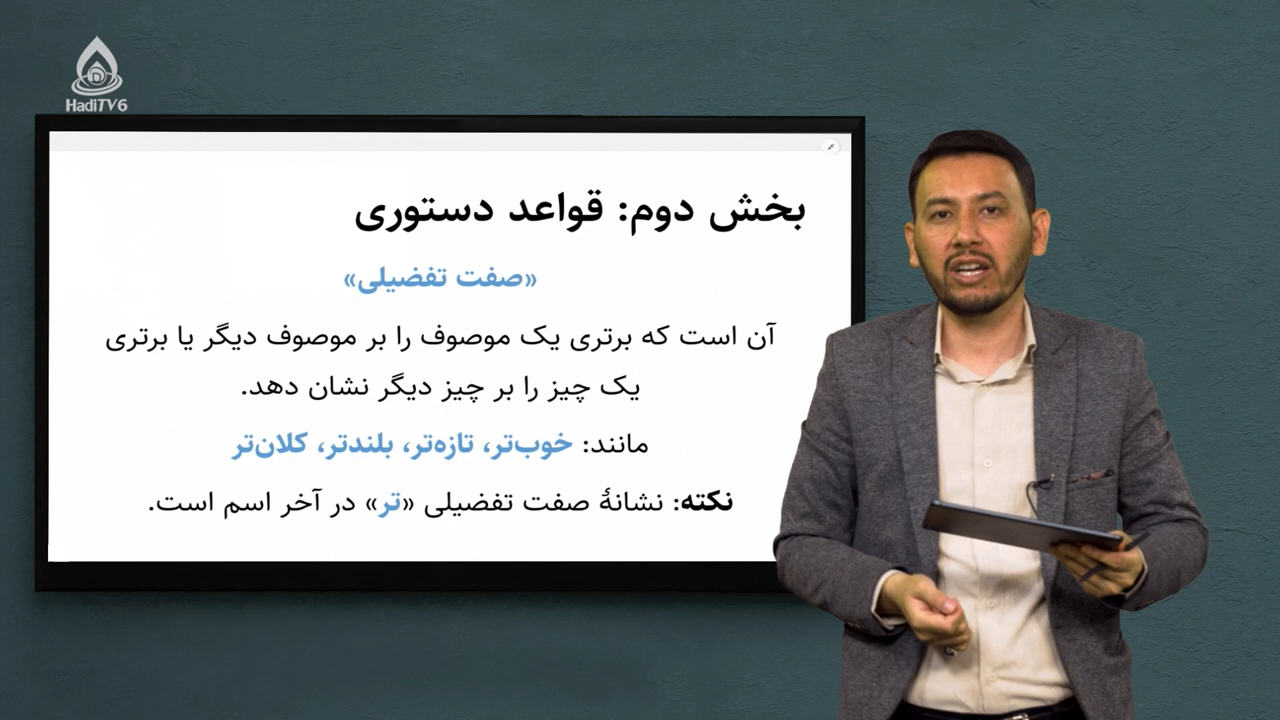 HadiTV6
بخش دوم: قواعد دستوری
«صفت تفضیلی»
آن است که برتری یک موصوف را بر موصوف دیگر یا برتری
یک چیز را بر چیز دیگر نشان دهد.
مانند: خوب‌تر، تازه‌تر، بلندتر، کلان‌تر
نکته: نشانهٔ صفت تفضیلی «تر» در آخر اسم است.